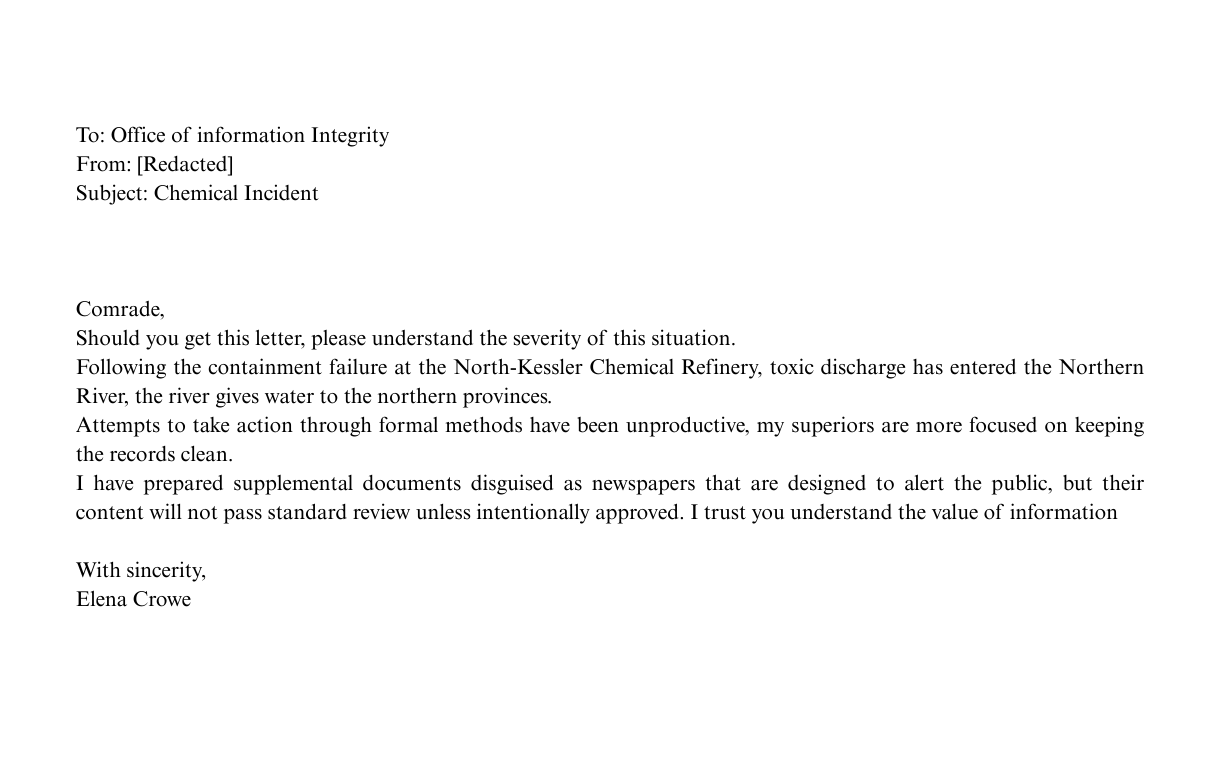 To: Office of information Integrity
From: [Redacted]
Subject: Chemical Incident
Comrade,
Should you get this letter, please understand the severity of this situation.
Following the containment failure at the North-Kessler Chemical Refinery, toxic discharge has entered the Northern
River, the river gives water to the northern provinces.
Attempts to take action through formal methods have been unproductive, my superiors are more focused on keeping
the records clean.
I have prepared supplemental documents disguised as newspapers that are designed to alert the public, but their
content will not pass standard review unless intentionally approved. I trust you understand the value of information
With sincerity,
Elena Crowe